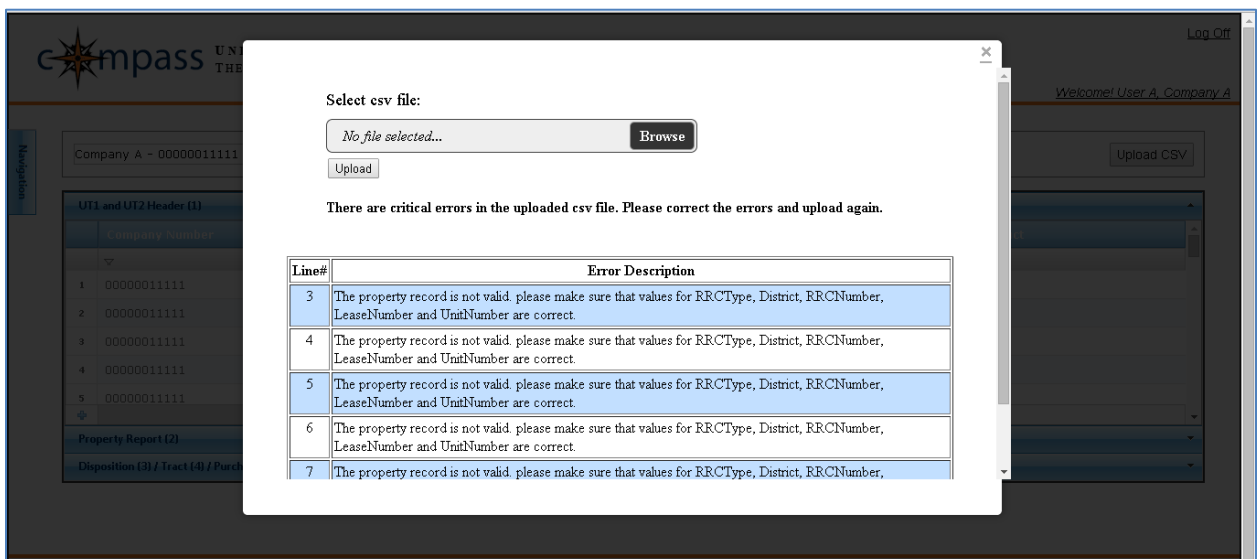 Log Off
compass UNI
THE
Welcome! User A, Company A
Navigation
Company A - 00000011111
Upload CSV
UT1 and UT2 Header (1)
Company Number
1 00000011111
2 00000011111
3 00000011111
4 00000011111
5 00000011111
Property Report (2)
Disposition (3) / Tract (4) / Purch
×
Select csv file:
No file selected... Browse
Upload
There are critical errors in the uploaded csv file. Please correct the errors and upload again.
Line# Error Description
3 The property record is not valid. please make sure that values for RRCType, District, RRCNumber,
LeaseNumber and UnitNumber are correct.
4 The property record is not valid. please make sure that values for RRCType, District, RRCNumber,
LeaseNumber and UnitNumber are correct.
5 The property record is not valid. please make sure that values for RRCType, District, RRCNumber,
LeaseNumber and UnitNumber are correct.
6 The property record is not valid. please make sure that values for RRCType, District, RRCNumber,
LeaseNumber and UnitNumber are correct.
7 The property record is not valid. please make sure that values for RRCType, District, RRCNumber,